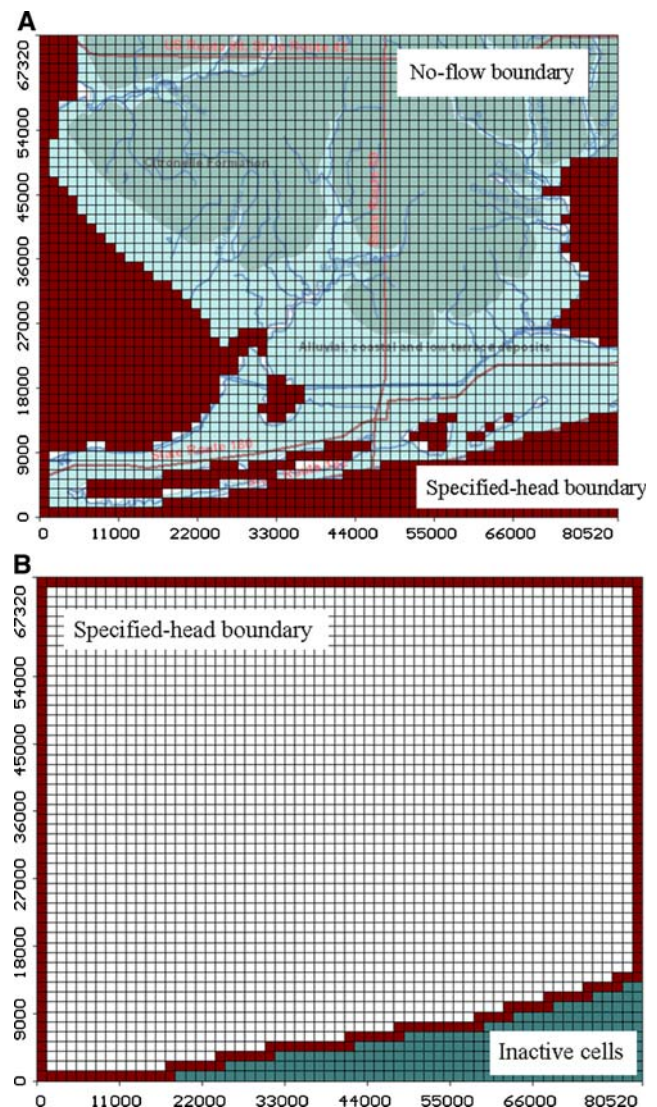 A
67320
54000
45000
36000
27000
18000
9000
0
No-flow boundary
Citronelle Formation
Alluvial, coastal and low terrace deposits
State Route 180
Specified-head boundary
0 11000 22000 33000 44000 55000 66000 80520
B
67320
54000
45000
36000
27000
18000
9000
0
Specified-head boundary
Inactive cells
0 11000 22000 33000 44000 55000 66000 80520